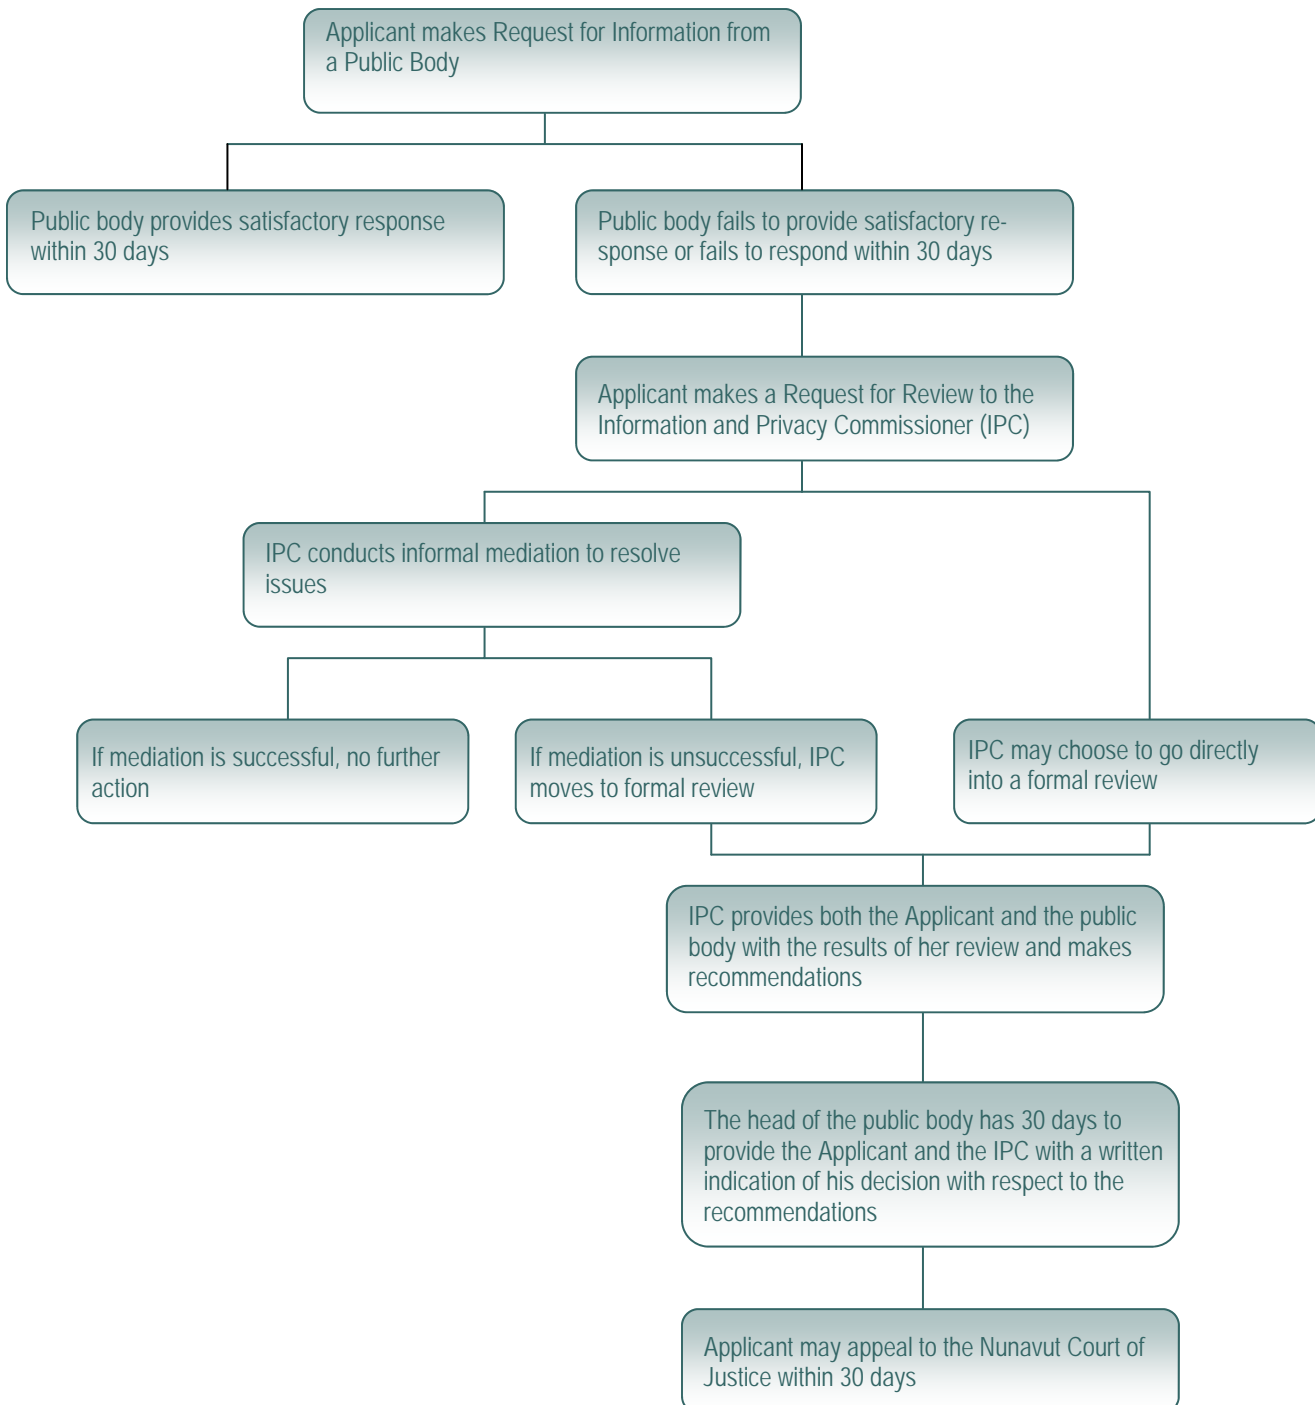 Applicant makes Request for Information from
a Public Body
Public body provides satisfactory response
within 30 days
Public body fails to provide satisfactory re-
sponse or fails to respond within 30 days
Applicant makes a Request for Review to the
Information and Privacy Commissioner (IPC)
IPC conducts informal mediation to resolve
issues
If mediation is successful, no further
action
If mediation is unsuccessful, IPC
moves to formal review
IPC may choose to go directly
into a formal review
IPC provides both the Applicant and the public
body with the results of her review and makes
recommendations
The head of the public body has 30 days to
provide the Applicant and the IPC with a written
indication of his decision with respect to the
recommendations
Applicant may appeal to the Nunavut Court of
Justice within 30 days